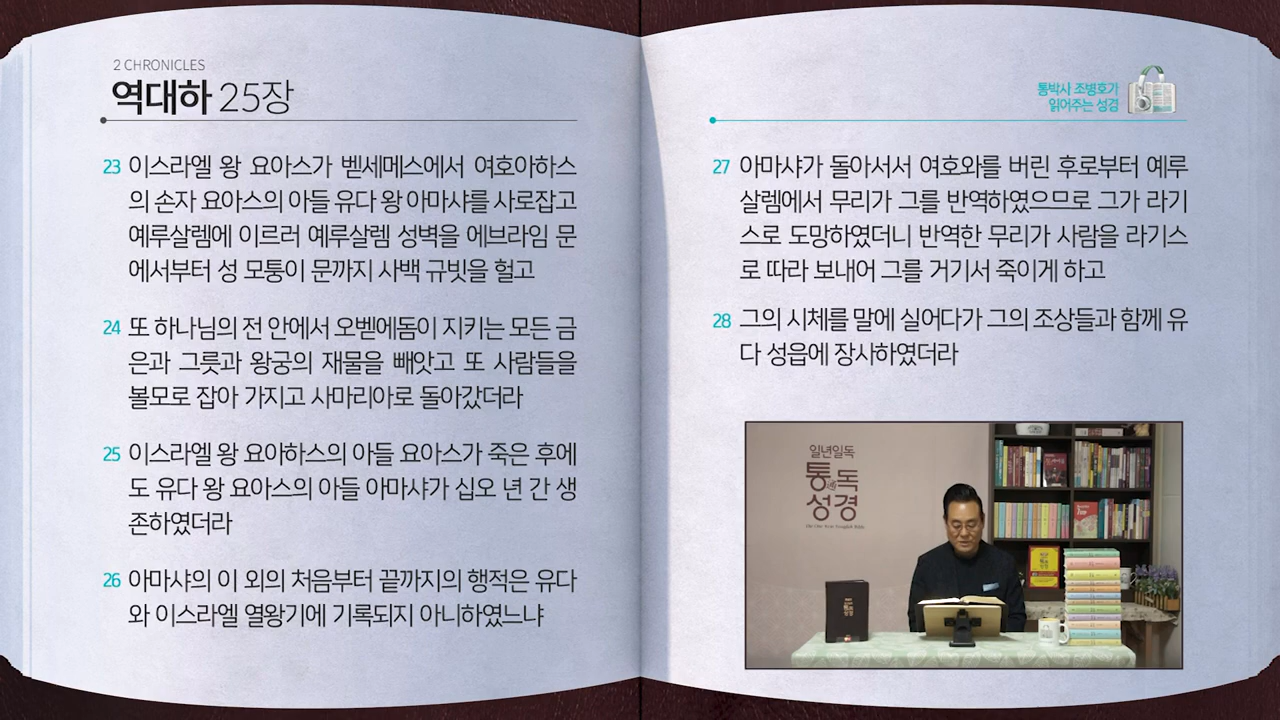 2 CHRONICLES
역대하 25장
23 이스라엘 왕 요아스가 벧세메스에서 여호아하스
의 손자 요아스의 아들 유다 왕 아마샤를 사로잡고
예루살렘에 이르러 예루살렘 성벽을 에브라임 문
에서부터 성 모퉁이 문까지 사백 규빗을 헐고
24 또 하나님의 전 안에서 오벧에돔이 지키는 모든 금
은과 그릇과 왕궁의 재물을 빼앗고 또 사람들을
볼모로 잡아 가지고 사마리아로 돌아갔더라
25 이스라엘 왕 요아하스의 아들 요아스가 죽은 후에
도 유다 왕 요아스의 아들 아마샤가 십오 년 간 생
존하였더라
26 아마샤의 이 외의 처음부터 끝까지의 행적은 유다
와 이스라엘 열왕기에 기록되지 아니하였느냐
통박사 조병호가
읽어주는 성경
27 아마샤가 돌아서서 여호와를 버린 후로부터 예루
살렘에서 무리가 그를 반역하였으므로 그가 라기
스로 도망하였더니 반역한 무리가 사람을 라기스
로 따라 보내어 그를 거기서 죽이게 하고
28 그의 시체를 말에 실어다가 그의 조상들과 함께 유
다 성읍에 장사하였더라
일년일독
통독
성경